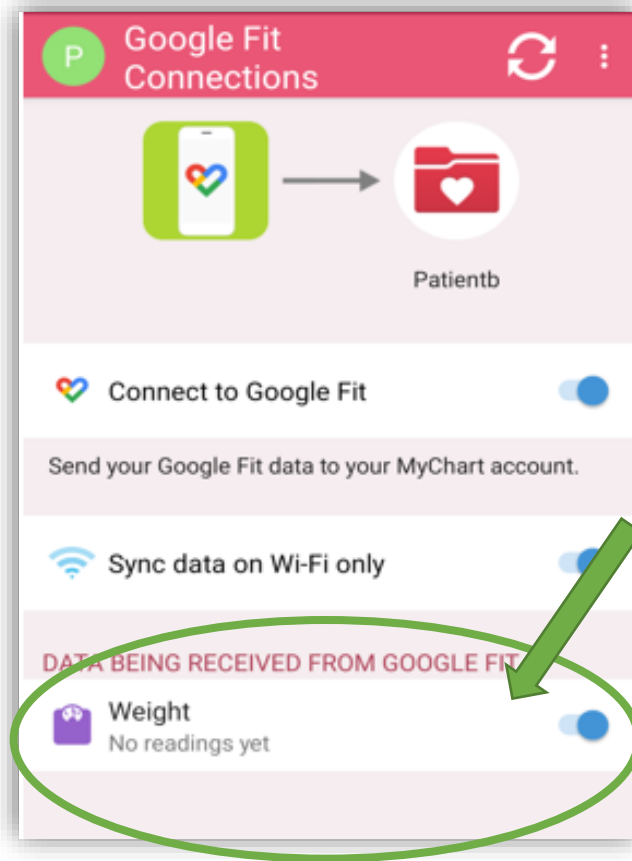 P
Google Fit
Connections
Patientb
Connect to Google Fit
Send your Google Fit data to your MyChart account.
Sync data on Wi-Fi only
DATA BEING RECEIVED FROM GOOGLE FIT
Weight
No readings yet